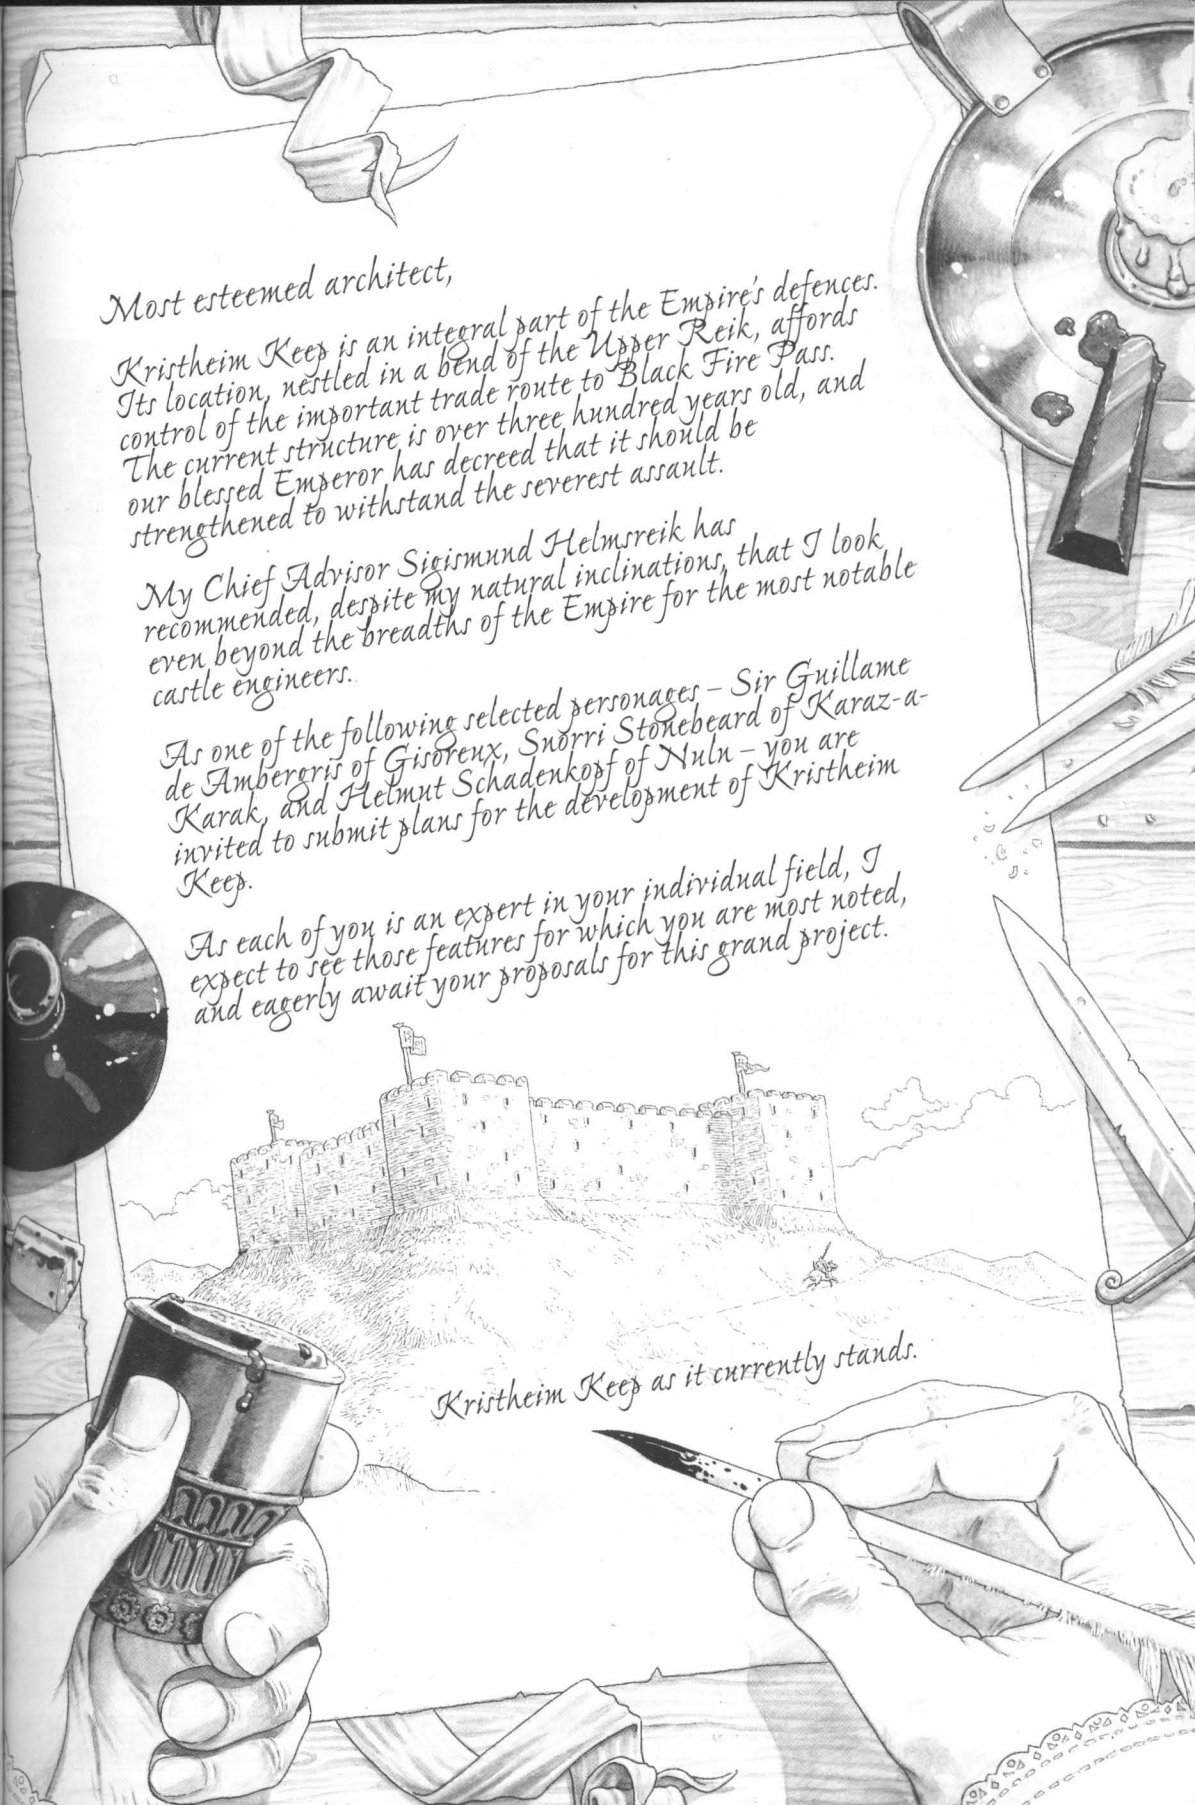 Most esteemed architect,
Kristheim Keep is an integral part of the Empire's defences.
Its location, nestled in a bend of the Upper Reik, affords
control of the important trade route to Black Fire Pass.
The current structure is over three hundred years old, and
our blessed Emperor has decreed that it should be
strengthened to withstand the severest assault.
My Chief Advisor Sigismund Helmsreik has
recommended, despite my natural inclinations, that I look
even beyond the breadths of the Empire for the most notable
castle engineers.
As one of the following selected personages – Sir Guillame
de Ambergris of Gisoreux, Snorri Stonebeard of Karaz-a-
Karak, and Helmut Schadenkopf of Nuln – you are
invited to submit plans for the development of Kristheim
Keep.
As each of you is an expert in your individual field, I
expect to see those features for which you are most noted,
and eagerly await your proposals for this grand project.
Kristheim Keep as it currently stands.